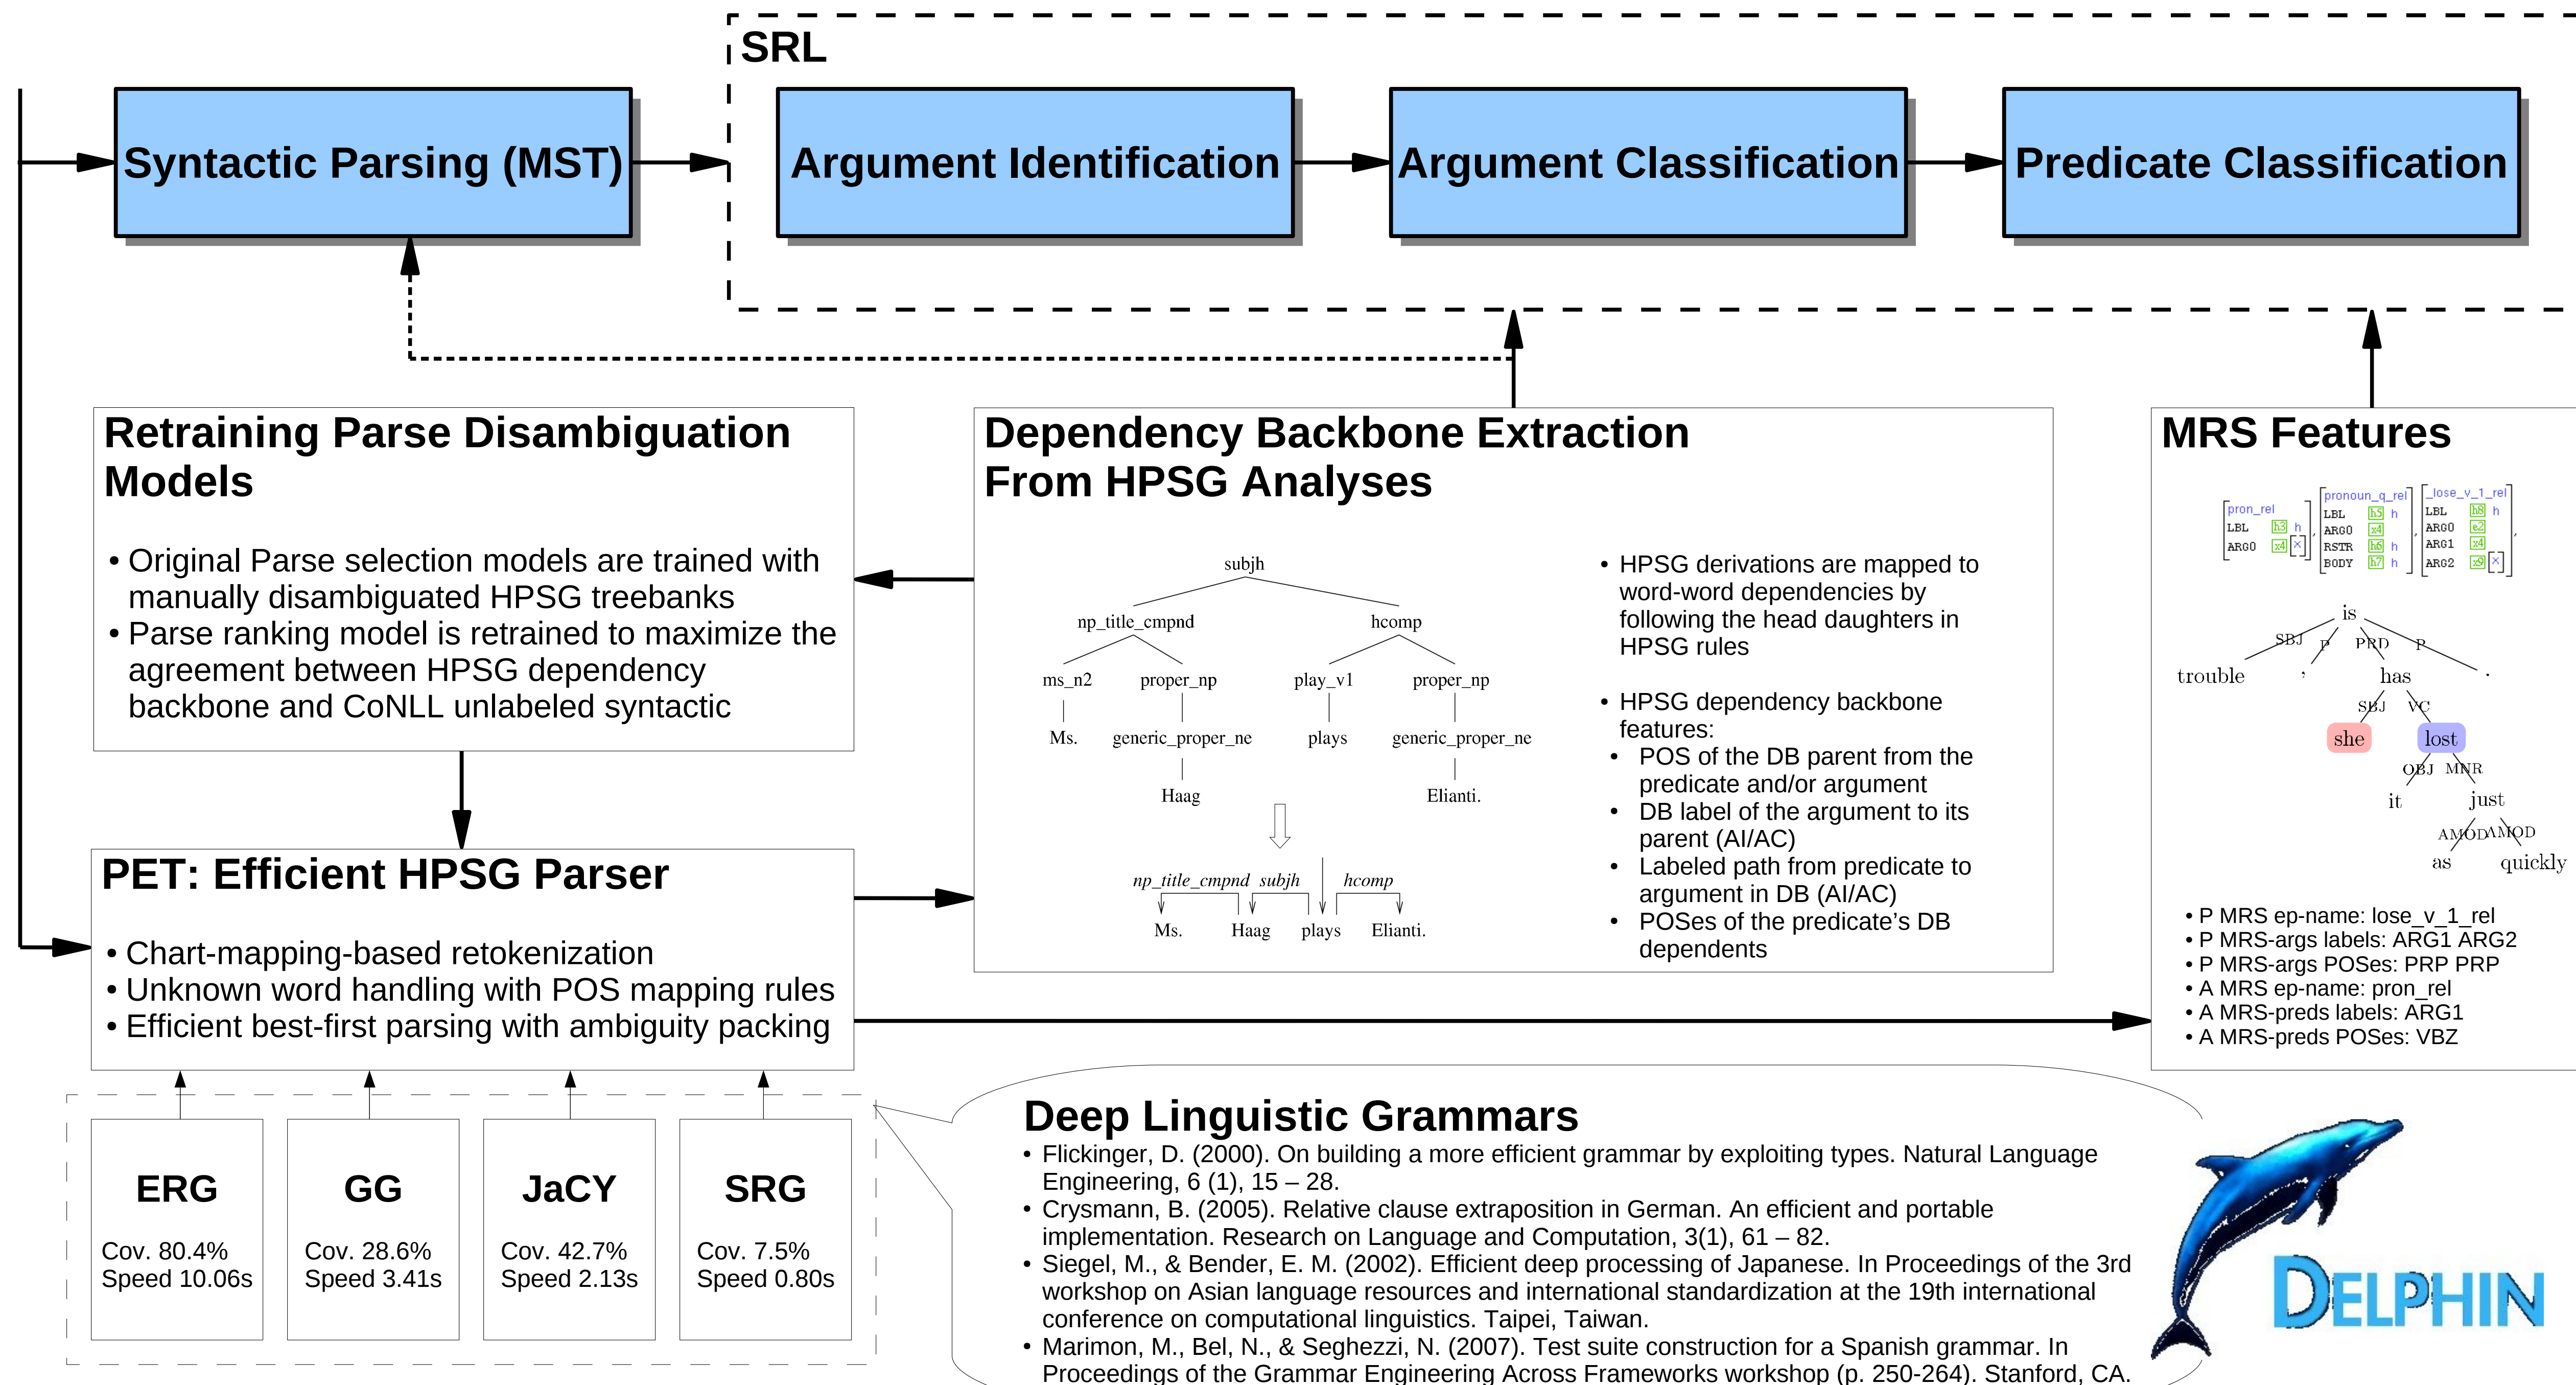 SRL
Syntactic Parsing (MST)
Argument Identification
Argument Classification
Predicate Classification
Retraining Parse Disambiguation
Models
• Original Parse selection models are trained with
manually disambiguated HPSG treebanks
• Parse ranking model is retrained to maximize the
agreement between HPSG dependency
backbone and CoNLL unlabeled syntactic
PET: Efficient HPSG Parser
• Chart-mapping-based retokenization
• Unknown word handling with POS mapping rules
• Efficient best-first parsing with ambiguity packing
ERG
Cov. 80.4%
Speed 10.06s
GG
Cov. 28.6%
Speed 3.41s
JaCY
Cov. 42.7%
Speed 2.13s
SRG
Cov. 7.5%
Speed 0.80s
Dependency Backbone Extraction
From HPSG Analyses
subjh
np_title_cmpnd hcomp
ms_n2 proper_np play_v1 proper_np
Ms. generic_proper_ne plays generic_proper_ne
Haag Elianti.
np_title_cmpnd subjh hcomp
Ms. Haag plays Elianti.
• HPSG derivations are mapped to
word-word dependencies by
following the head daughters in
HPSG rules
• HPSG dependency backbone
features:
• POS of the DB parent from the
predicate and/or argument
• DB label of the argument to its
parent (AI/AC)
• Labeled path from predicate to
argument in DB (AI/AC)
• POSes of the predicate’s DB
dependents
MRS Features
pron_rel
LBL h3 h
ARG0 x4 x
,
pronoun_q_rel
LBL h5 h
ARG0 x4
RSTR h6 h
BODY h7 h
,
_lose_v_1_rel
LBL h8 h
ARG0 e2
ARG1 x4
ARG2 x9 x
,
is
SBJ P PRD P
trouble , has .
SBJ VC
she lost
OBJ MNR
it just
AMOD AMOD
as quickly
• P MRS ep-name: lose_v_1_rel
• P MRS-args labels: ARG1 ARG2
• P MRS-args POSes: PRP PRP
• A MRS ep-name: pron_rel
• A MRS-preds labels: ARG1
• A MRS-preds POSes: VBZ
Deep Linguistic Grammars
• Flickinger, D. (2000). On building a more efficient grammar by exploiting types. Natural Language
Engineering, 6 (1), 15 – 28.
• Crysmann, B. (2005). Relative clause extraposition in German. An efficient and portable
implementation. Research on Language and Computation, 3(1), 61 – 82.
• Siegel, M., & Bender, E. M. (2002). Efficient deep processing of Japanese. In Proceedings of the 3rd
workshop on Asian language resources and international standardization at the 19th international
conference on computational linguistics. Taipei, Taiwan.
• Marimon, M., Bel, N., & Seghezzi, N. (2007). Test suite construction for a Spanish grammar. In
Proceedings of the Grammar Engineering Across Frameworks workshop (p. 250-264). Stanford, CA.
DELPHIN